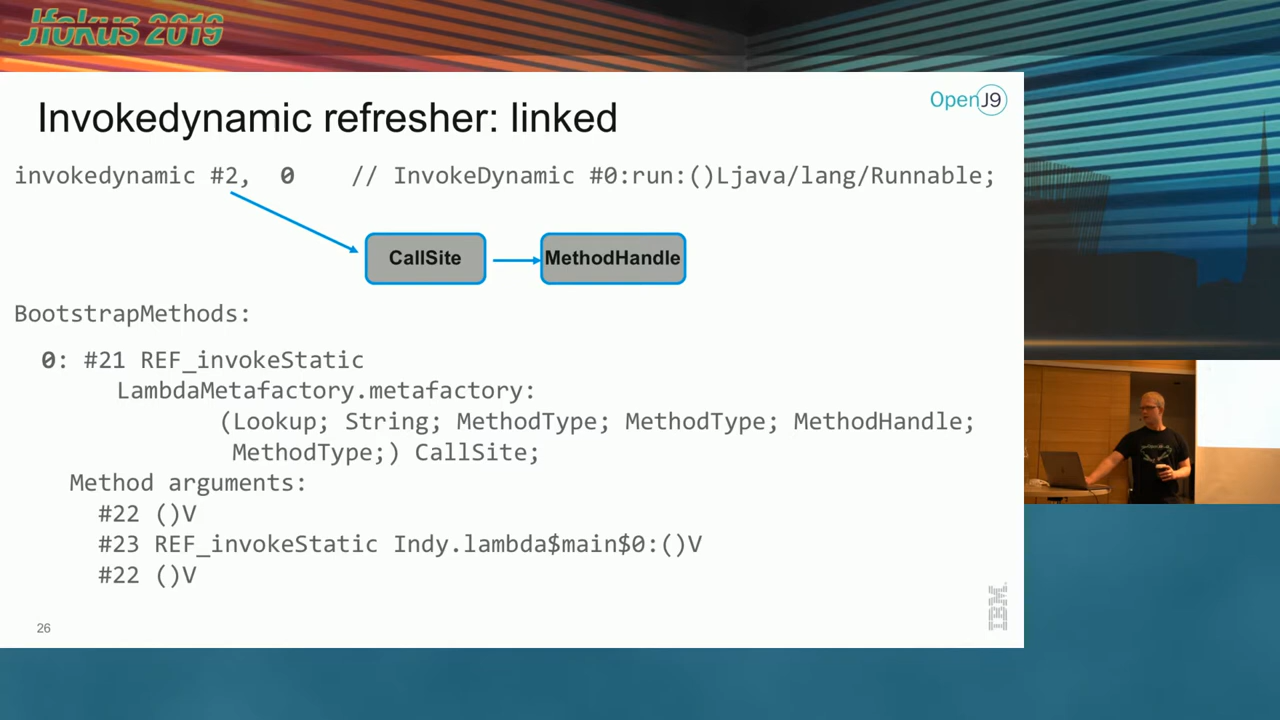 Jfokus 2019
OpenJ9
Invokedynamic refresher: linked
invokedynamic #2, 0 // InvokeDynamic #0:run:()Ljava/lang/Runnable;
CallSite
MethodHandle
BootstrapMethods:
0: #21 REF_invokeStatic
LambdaMetafactory.metafactory:
(Lookup; String; MethodType; MethodType; MethodHandle;
MethodType;) CallSite;
Method arguments:
#22 ()V
#23 REF_invokeStatic Indy.lambda$main$0:()V
#22 ()V
IBM
26